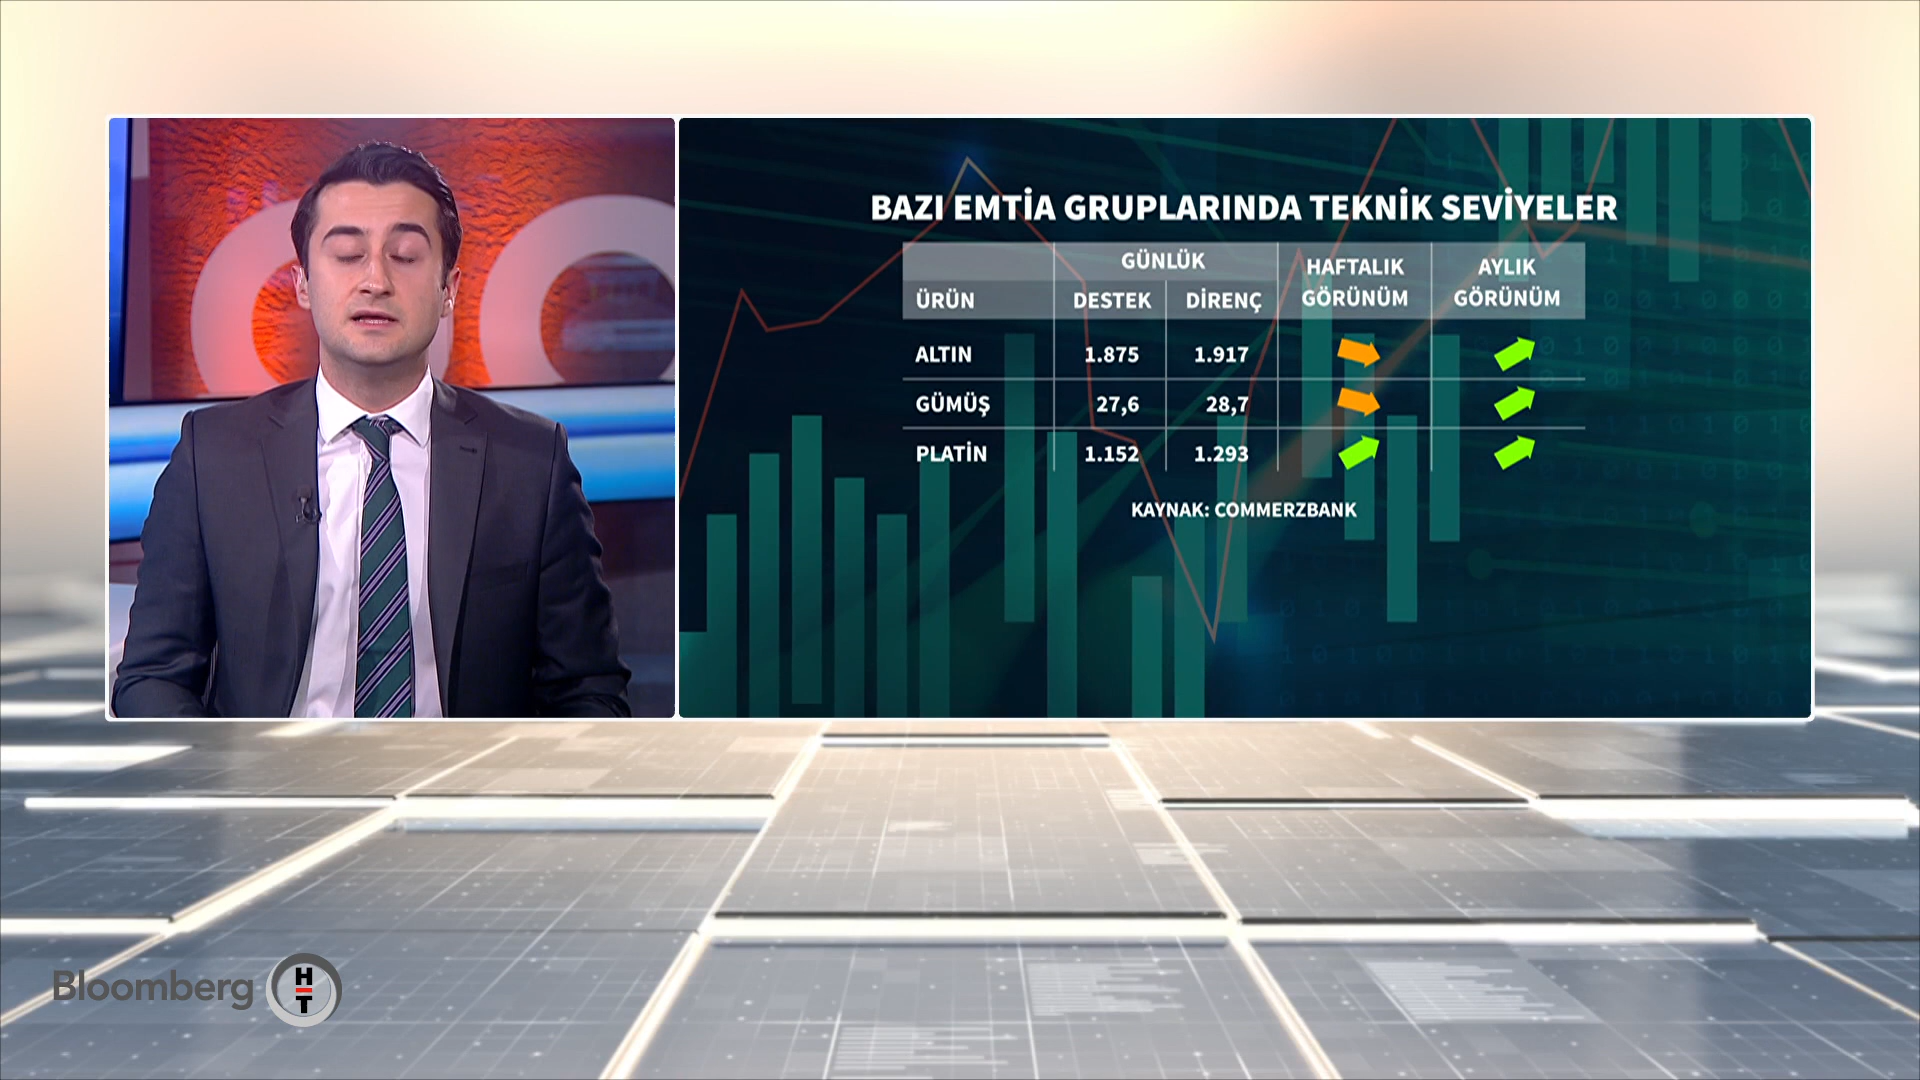 BAZI EMTİA GRUPLARINDA TEKNİK SEVİYELER
GÜNLÜK
HAFTALIK GÖRÜNÜM
AYLIK GÖRÜNÜM
ÜRÜN DESTEK DİRENÇ
ALTIN 1.875 1.917
GÜMÜŞ 27,6 28,7
PLATİN 1.152 1.293
KAYNAK: COMMERZBANK
Bloomberg HT